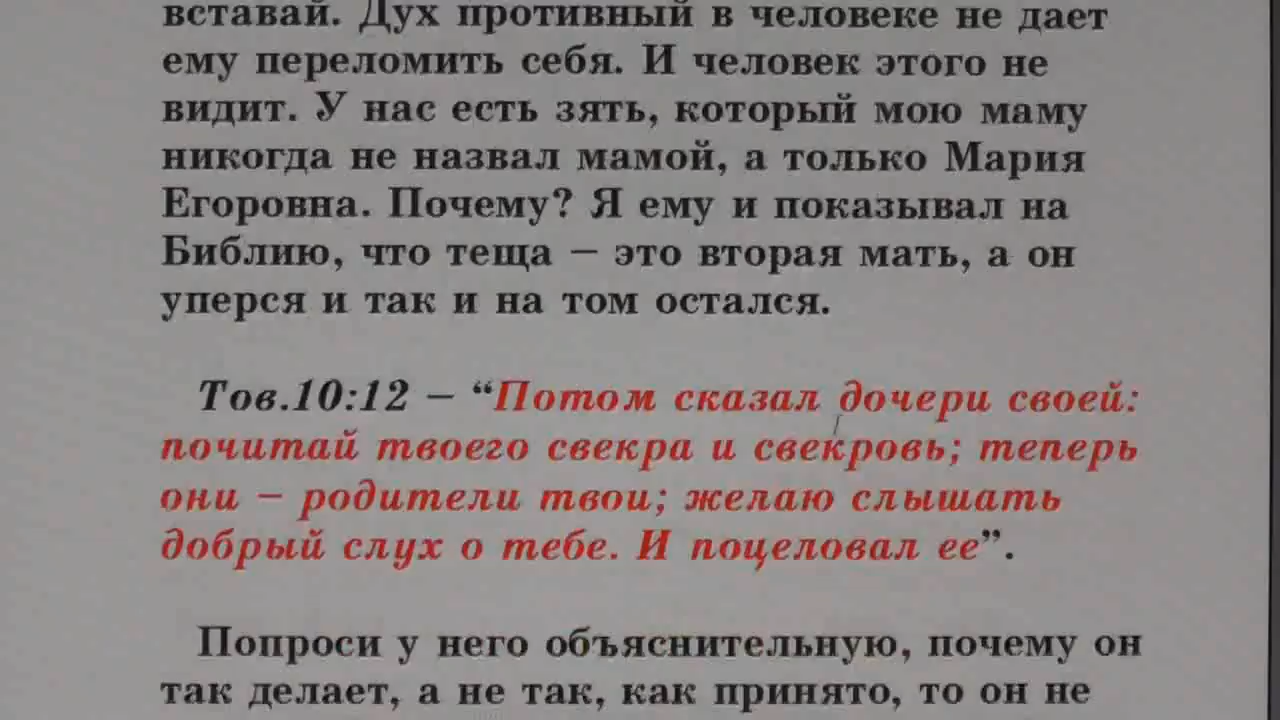 вставай. Дух противный в человеке не дает
ему переломить себя. И человек этого не
видит. У нас есть зять, который мою маму
никогда не назвал мамой, а только Мария
Егоровна. Почему? Я ему и показывал на
Библию, что теща – это вторая мать, а он
уперся и так и на том остался.
Тов.10:12 – “Потом сказал дочери своей:
почитай твоего свекра и свекровь; теперь
они – родители твои; желаю слышать
добрый слух о тебе. И поцеловал ее”.
Попроси у него объяснительную, почему он
так делает, а не так, как принято, то он не